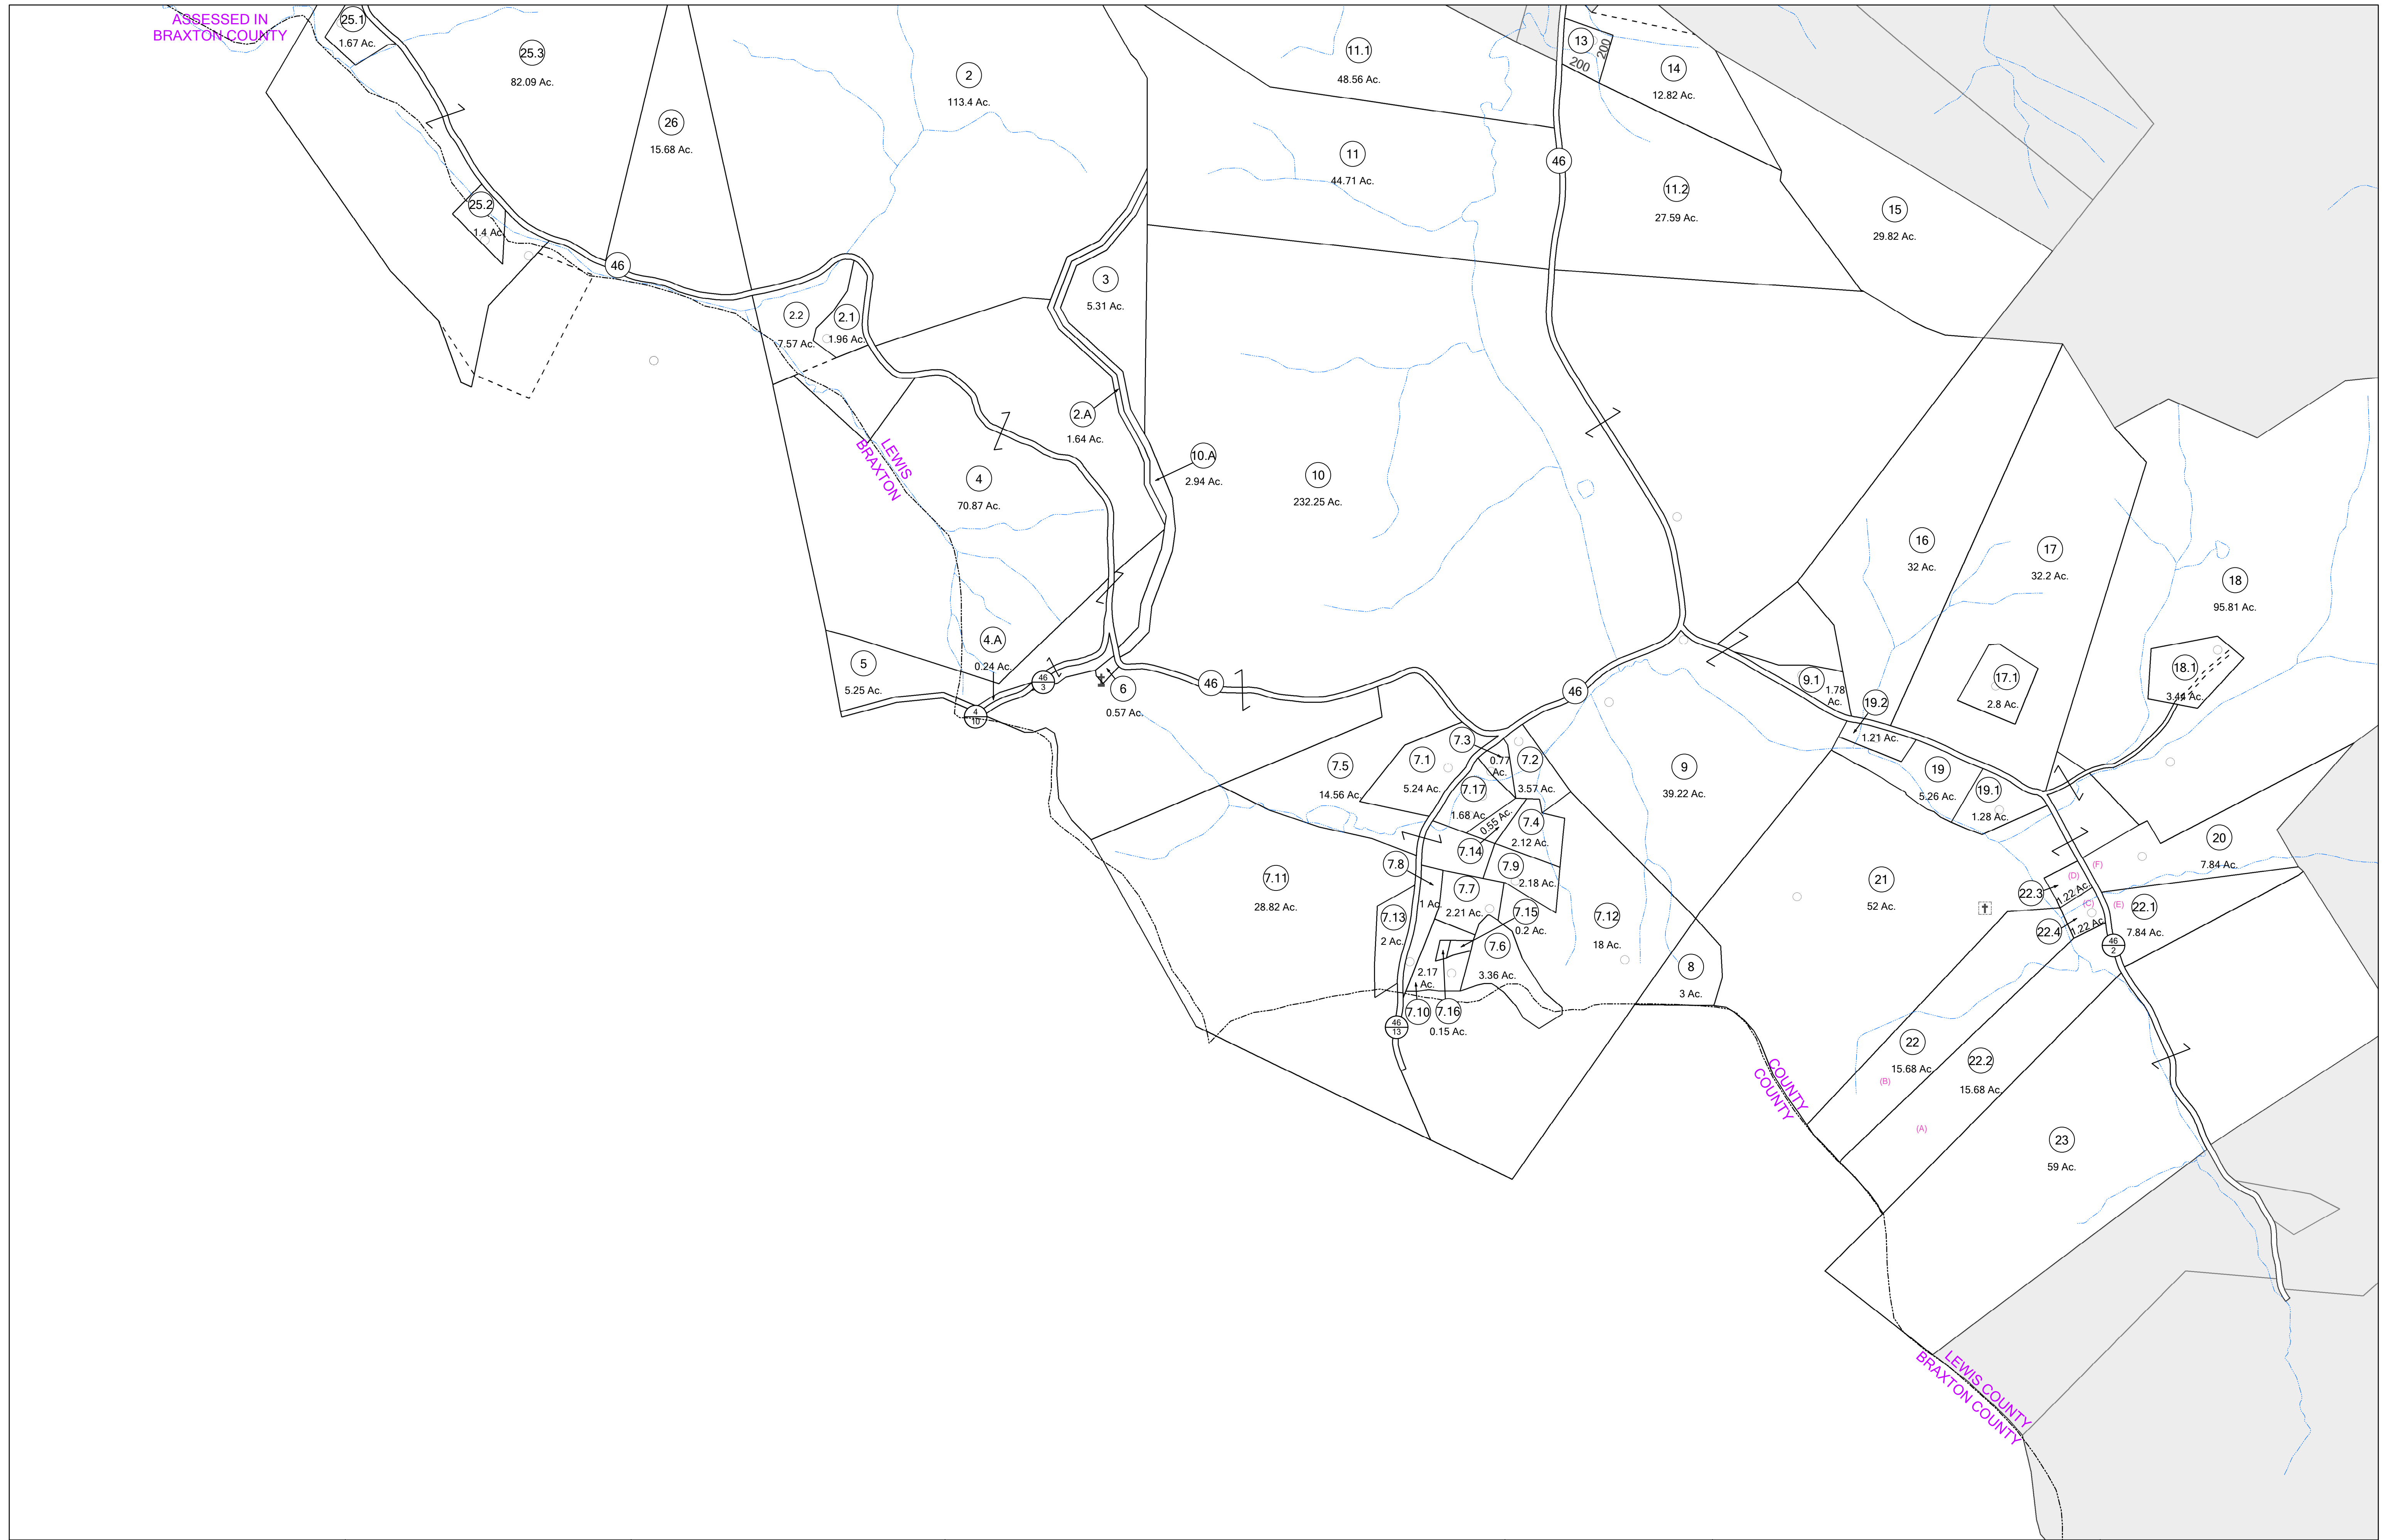 ASSESSED IN
BRAXTON COUNTY
25.1
1.67 Ac.
25.3
82.09 Ac.
26
15.68 Ac.
2
113.4 Ac.
11.1
48.56 Ac.
13
200
200
14
12.82 Ac.
11
44.71 Ac.
46
11.2
27.59 Ac.
15
29.82 Ac.
25.2
1.4 Ac.
46
2.2
7.57 Ac.
2.1
1.96 Ac.
3
5.31 Ac.
2.A
1.64 Ac.
10.A
2.94 Ac.
LEWIS
BRAXTON
4
70.87 Ac.
10
232.25 Ac.
16
32 Ac.
17
32.2 Ac.
18
95.81 Ac.
4.A
0.24 Ac.
5
5.25 Ac.
46
3
4
10
6
0.57 Ac.
46
46
9.1
1.78
Ac.
19.2
1.21 Ac.
17.1
2.8 Ac.
18.1
3.44 Ac.
7.5
14.56 Ac.
7.1
5.24 Ac.
7.3
0.77
Ac.
7.2
3.57 Ac.
7.17
1.68 Ac.
0.55 Ac.
7.14
7.4
2.12 Ac.
9
39.22 Ac.
19
5.26 Ac.
19.1
1.28 Ac.
20
7.84 Ac.
7.11
28.82 Ac.
7.8
1 Ac.
7.7
2.21 Ac.
7.9
2.18 Ac.
7.13
2 Ac.
7.15
0.2 Ac.
7.6
3.36 Ac.
7.12
18 Ac.
2.17
Ac.
7.10
7.16
0.15 Ac.
46
13
8
3 Ac.
21
52 Ac.
(F)
(D)
22.3
1.22 Ac.
(C)
(E)
22.4
1.22 Ac.
22.1
7.84 Ac.
46
2
22
15.68 Ac.
(B)
22.2
15.68 Ac.
(A)
COUNTY
COUNTY
23
59 Ac.
LEWIS COUNTY
BRAXTON COUNTY